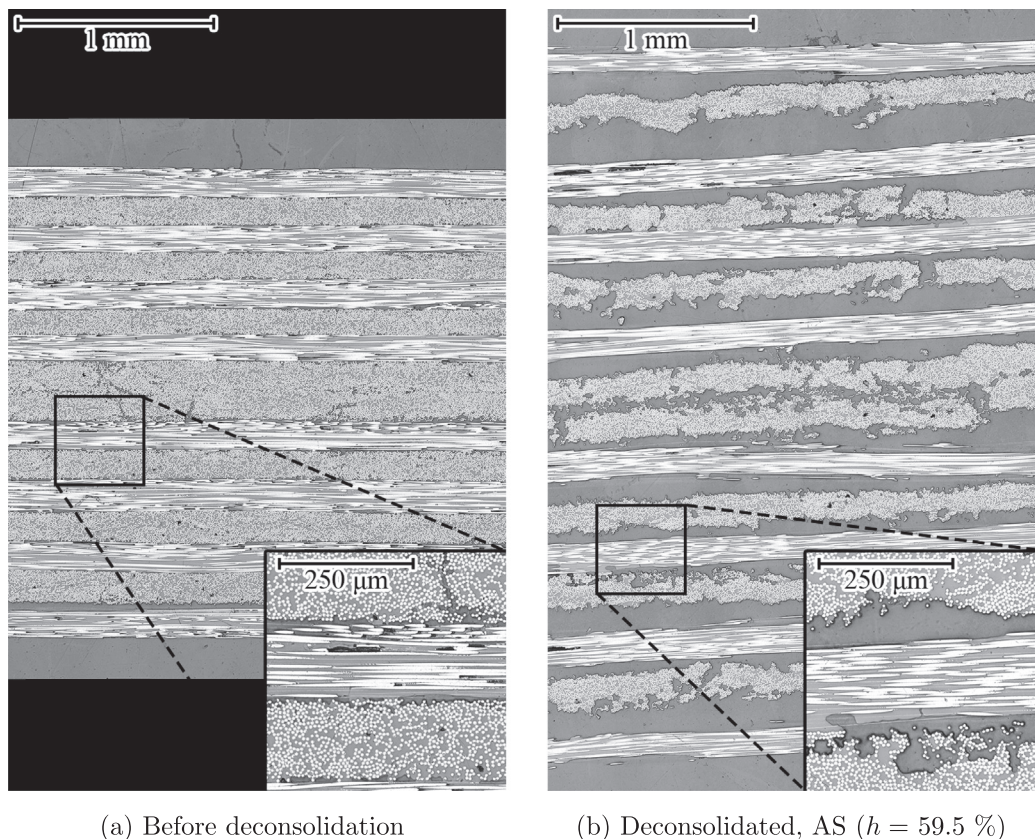 1 mm
250 µm
(a) Before deconsolidation
1 mm
250 µm
(b) Deconsolidated, AS (h = 59.5 %)